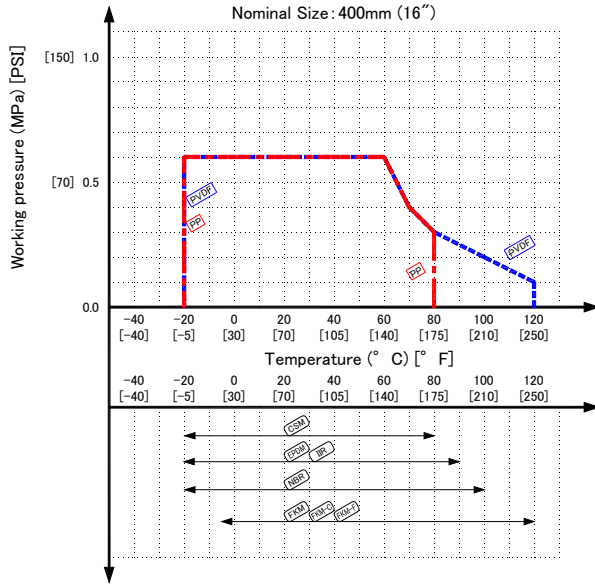 Nominal Size: 400mm (16")
Working pressure (MPa) [PSI]
[150] 1.0
[70] 0.5
0.0
PVDF
PP
PVDF
PP
-40 -20 0 20 40 60 80 100 120
[-40] [-5] [30] [70] [105] [140] [175] [210] [250]
Temperature (° C) [° F]
-40 -20 0 20 40 60 80 100 120
[-40] [-5] [30] [70] [105] [140] [175] [210] [250]
CSM
EPDM IIR
NBR
FKM FKM-C FKM-F